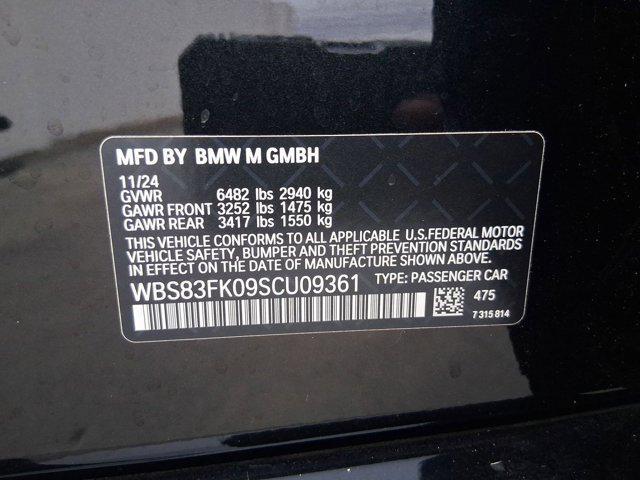 MFD BY BMW M GMBH
11/24
GVWR 6482 lbs 2940 kg
GAWR FRONT 3252 lbs 1475 kg
GAWR REAR 3417 lbs 1550 kg
THIS VEHICLE CONFORMS TO ALL APPLICABLE U.S.FEDERAL MOTOR
VEHICLE SAFETY, BUMPER AND THEFT PREVENTION STANDARDS
IN EFFECT ON THE DATE OF MANUFACTURE SHOWN ABOVE.
WBS83FK09SCU09361 TYPE: PASSENGER CAR
475
7 315 814